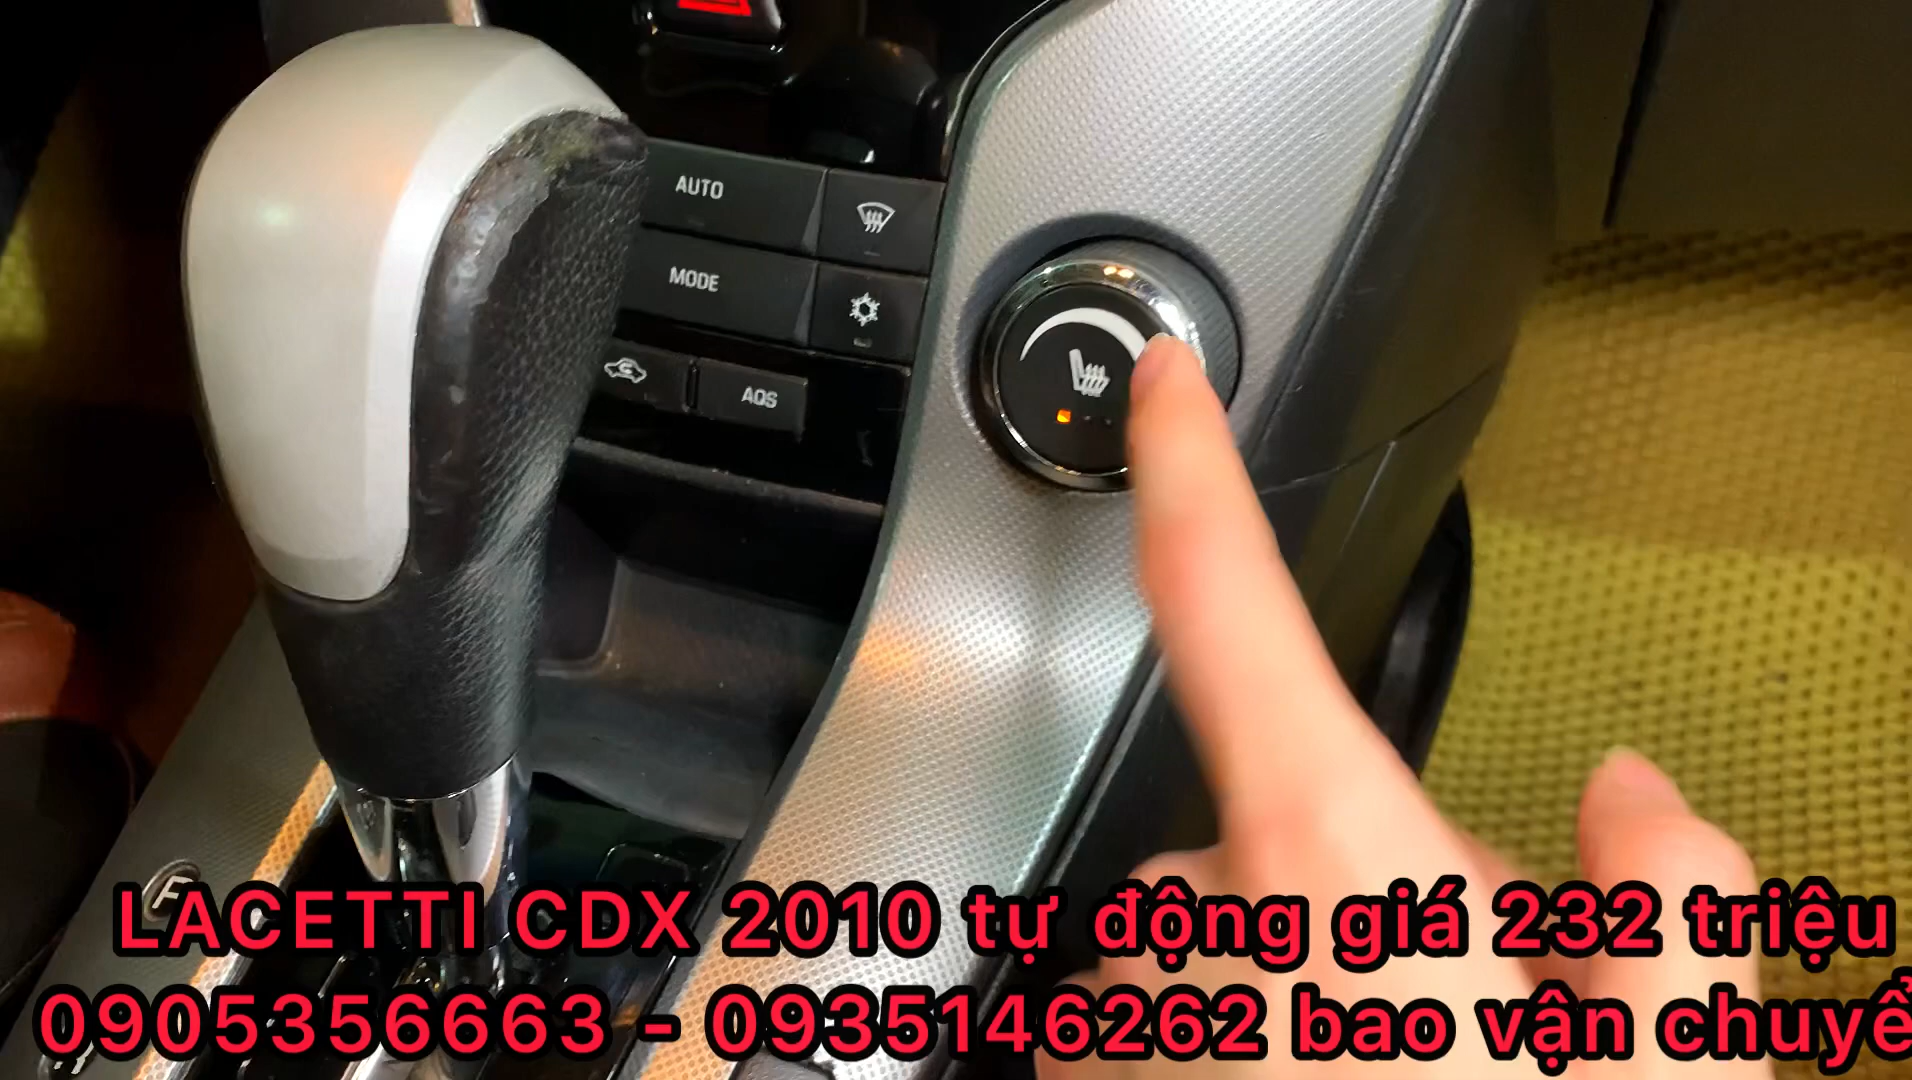 AUTO
MODE
AQS
F
LACETTI CDX 2010 tự động giá 232 triệu
0905356663 - 0935146262 bao vận chuyể